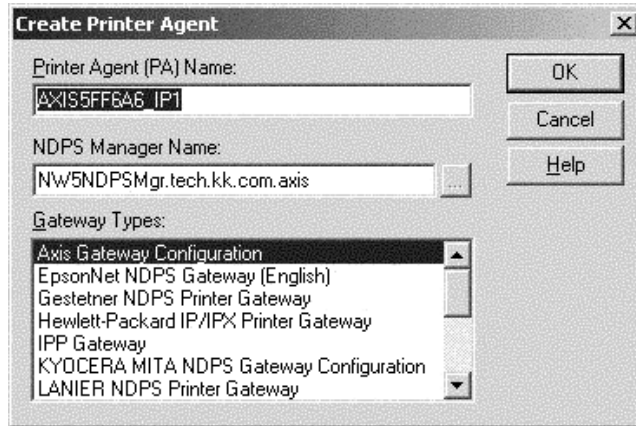 Create Printer Agent
Printer Agent (PA) Name:
AXIS5FF6A6_IP1
NDPS Manager Name:
NW5NDPSMgr.tech.kk.com.axis
...
Gateway Types:
Axis Gateway Configuration
EpsonNet NDPS Gateway (English)
Gestetner NDPS Printer Gateway
Hewlett-Packard IP/IPX Printer Gateway
IPP Gateway
KYOCERA MITA NDPS Gateway Configuration
LANIER NDPS Printer Gateway
OK
Cancel
Help